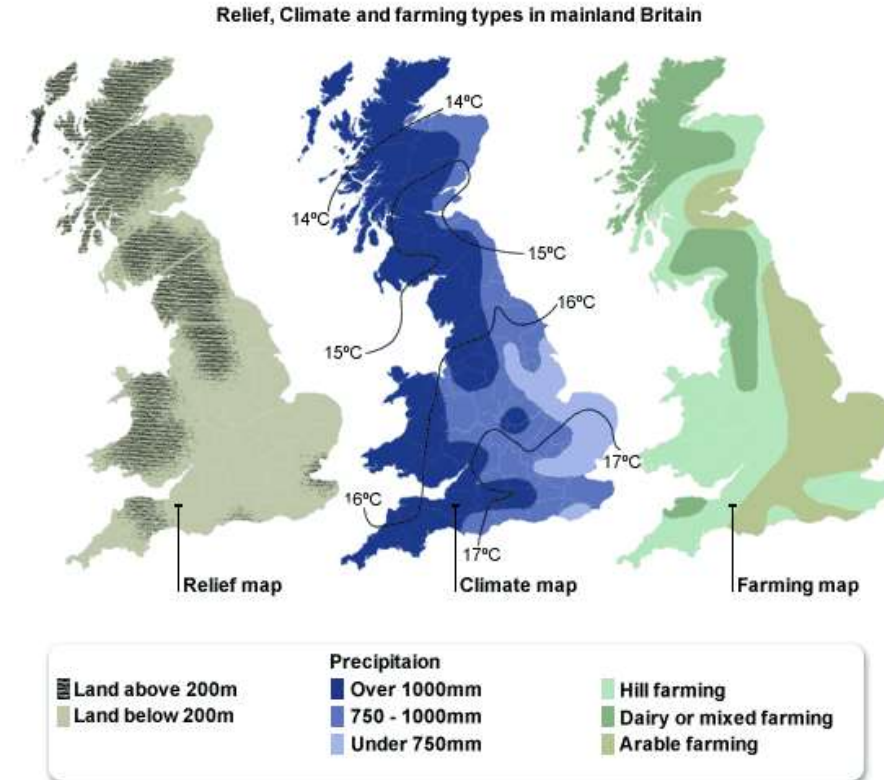 Relief, Climate and farming types in mainland Britain
14ºC
14ºC
15ºC
16ºC
15ºC
17ºC
16ºC
17ºC
Relief map
Climate map
Farming map
Precipitaion
Land above 200m
Over 1000mm
Hill farming
Land below 200m
750 - 1000mm
Dairy or mixed farming
Under 750mm
Arable farming